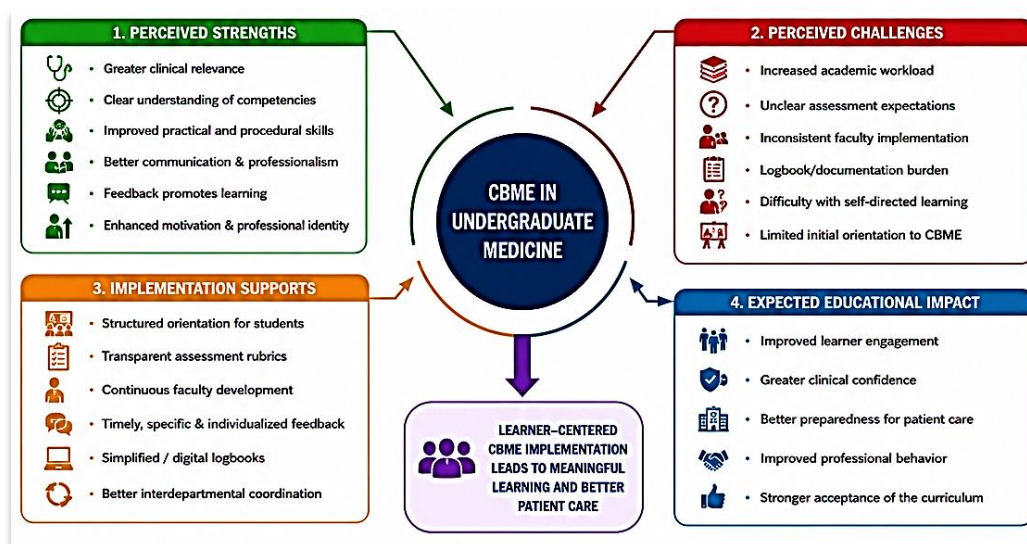 1. PERCEIVED STRENGTHS
• Greater clinical relevance
• Clear understanding of competencies
• Improved practical and procedural skills
• Better communication & professionalism
• Feedback promotes learning
• Enhanced motivation & professional identity
2. PERCEIVED CHALLENGES
• Increased academic workload
• Unclear assessment expectations
• Inconsistent faculty implementation
• Logbook/documentation burden
• Difficulty with self-directed learning
• Limited initial orientation to CBME
CBME IN
UNDERGRADUATE
MEDICINE
3. IMPLEMENTATION SUPPORTS
• Structured orientation for students
• Transparent assessment rubrics
• Continuous faculty development
• Timely, specific & individualized feedback
• Simplified / digital logbooks
• Better interdepartmental coordination
4. EXPECTED EDUCATIONAL IMPACT
• Improved learner engagement
• Greater clinical confidence
• Better preparedness for patient care
• Improved professional behavior
• Stronger acceptance of the curriculum
LEARNER–CENTERED
CBME IMPLEMENTATION
LEADS TO MEANINGFUL
LEARNING AND BETTER
PATIENT CARE